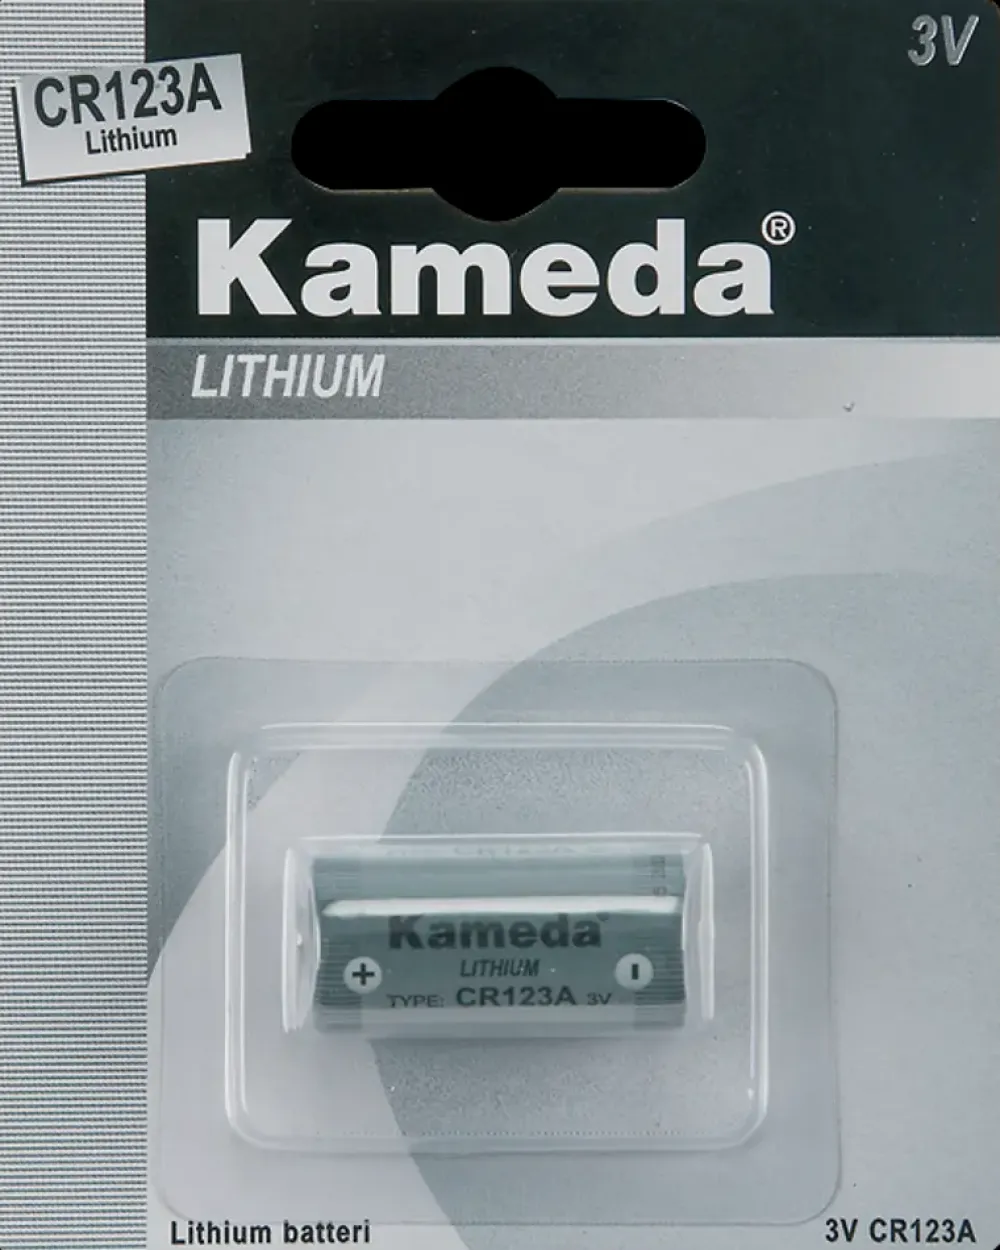 3V
CR123A
Lithium
Kameda®
LITHIUM
Kameda
LITHIUM
+
-
TYPE: CR123A 3V
Lithium batteri
3V CR123A